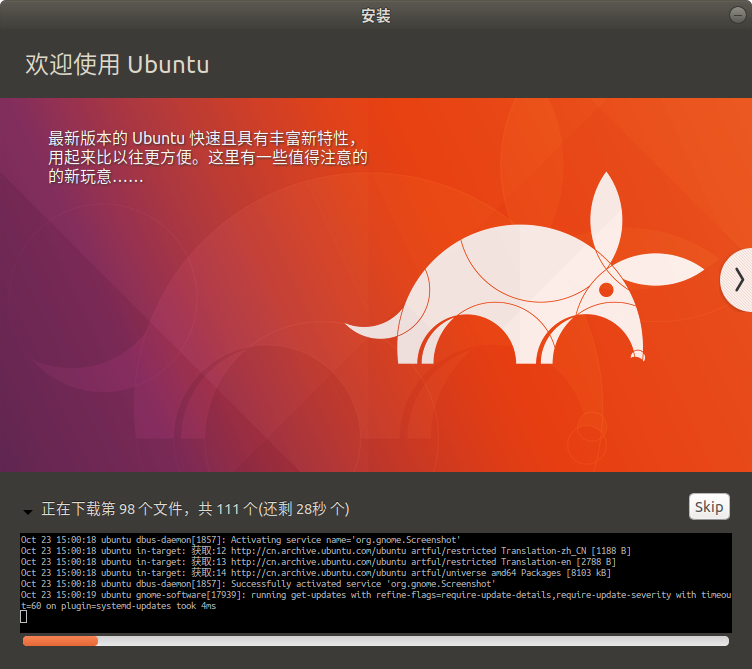 安装
欢迎使用 Ubuntu
最新版本的 Ubuntu 快速且具有丰富新特性，
用起来比以往更方便。这里有一些值得注意的
的新玩意……
正在下载第 98 个文件，共 111 个(还剩 28秒 个)
Skip
Oct 23 15:00:18 ubuntu dbus-daemon[1857]: Activating service name='org.gnome.Screenshot'
Oct 23 15:00:18 ubuntu in-target: 获取:12 http://cn.archive.ubuntu.com/ubuntu artful/restricted Translation-zh_CN [1188 B]
Oct 23 15:00:18 ubuntu in-target: 获取:13 http://cn.archive.ubuntu.com/ubuntu artful/restricted Translation-en [2788 B]
Oct 23 15:00:18 ubuntu in-target: 获取:14 http://cn.archive.ubuntu.com/ubuntu artful/universe amd64 Packages [8103 kB]
Oct 23 15:00:18 ubuntu dbus-daemon[1857]: Successfully activated service 'org.gnome.Screenshot'
Oct 23 15:00:19 ubuntu gnome-software[17939]: running get-updates with refine-flags=require-update-details,require-update-severity with timeou
t=60 on plugin=systemd-updates took 4ms